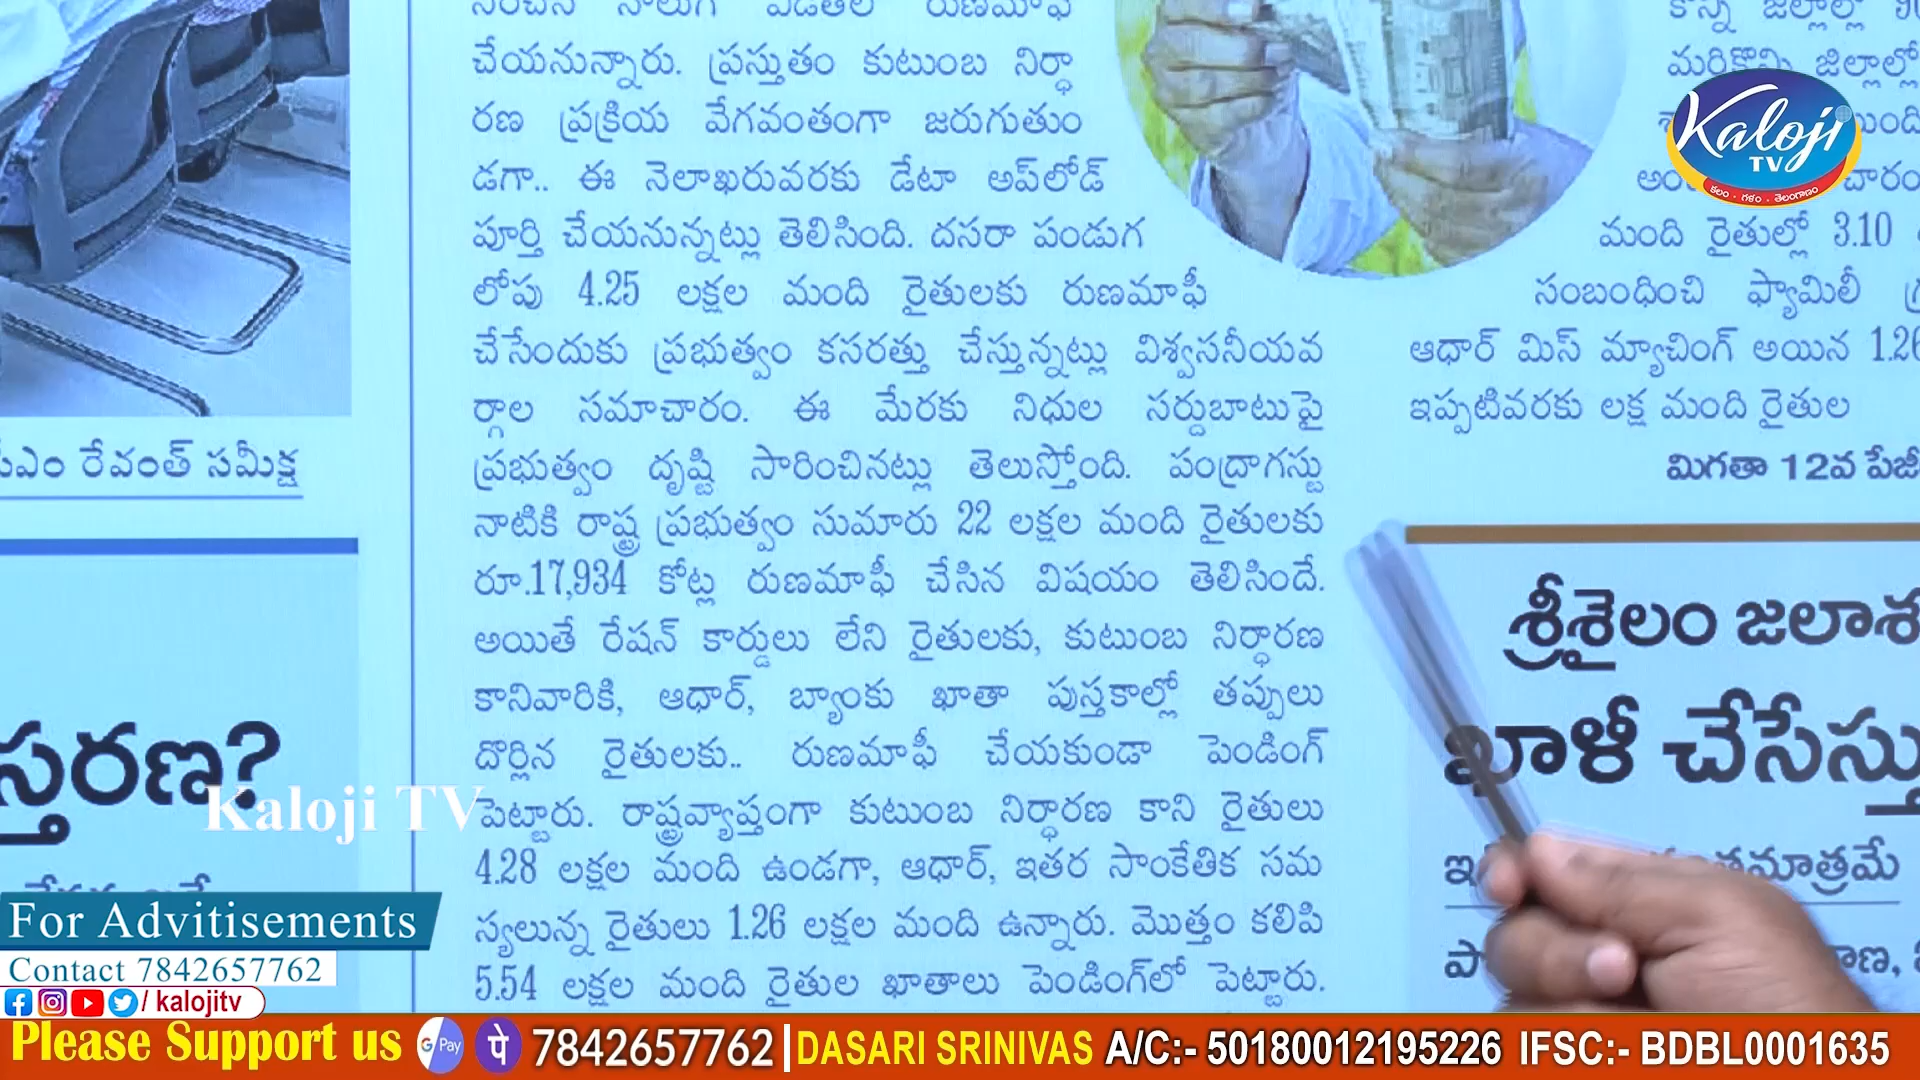 చేయనున్నారు. ప్రస్తుతం కుటుంబ నిర్ధా
రణ ప్రక్రియ వేగవంతంగా జరుగుతుం
డగా.. ఈ నెలాఖరువరకు డేటా అప్‌లోడ్
పూర్తి చేయనున్నట్లు తెలిసింది. దసరా పండుగ
లోపు 4.25 లక్షల మంది రైతులకు రుణమాఫీ
చేసేందుకు ప్రభుత్వం కసరత్తు చేస్తున్నట్లు విశ్వసనీయవ
ర్గాల సమాచారం. ఈ మేరకు నిధుల సర్దుబాటుపై
ప్రభుత్వం దృష్టి సారించినట్లు తెలుస్తోంది. పంద్రాగస్టు
నాటికి రాష్ట్ర ప్రభుత్వం సుమారు 22 లక్షల మంది రైతులకు
రూ.17,934 కోట్ల రుణమాఫీ చేసిన విషయం తెలిసిందే.
అయితే రేషన్ కార్డులు లేని రైతులకు, కుటుంబ నిర్ధారణ
కానివారికి, ఆధార్, బ్యాంకు ఖాతా పుస్తకాల్లో తప్పులు
దొర్లిన రైతులకు.. రుణమాఫీ చేయకుండా పెండింగ్
పెట్టారు. రాష్ట్రవ్యాప్తంగా కుటుంబ నిర్ధారణ కాని రైతులు
4.28 లక్షల మంది ఉండగా, ఆధార్, ఇతర సాంకేతిక సమ
స్యలున్న రైతులు 1.26 లక్షల మంది ఉన్నారు. మొత్తం కలిపి
5.54 లక్షల మంది రైతుల ఖాతాలు పెండింగ్‌లో పెట్టారు.
మంది రైతుల్లో 3.10
సంబంధించి ఫ్యామిలీ
ఆధార్ మిస్ మ్యాచింగ్ అయిన 1.26
ఇప్పటివరకు లక్ష మంది రైతుల
మిగతా 12వ పేజీ
రేవంత్ సమీక్ష
శ్రీశైలం జలాశ
ఖాళీ చేసేస్తు
స్తరణ?
Kaloji TV
కలం · గళం · తెలంగాణం
Kaloji TV
For Advitisements
Contact 7842657762
/ kalojitv
Please Support us G Pay पे 7842657762 | DASARI SRINIVAS A/C:- 50180012195226 IFSC:- BDBL0001635